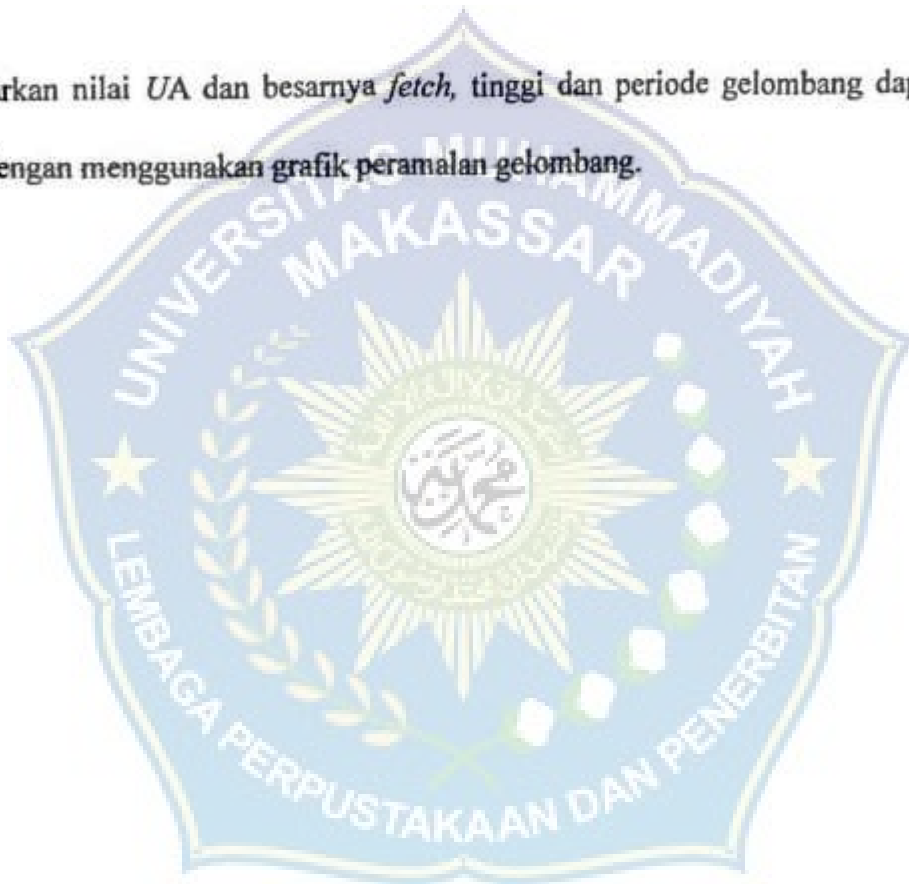 rkan nilai UA dan besarnya fetch, tinggi dan periode gelombang dap
engan menggunakan grafik peramalan gelombang.
UNIVERSITAS MUHAMMADIYAH
MAKASSAR
LEMBAGA PERPUSTAKAAN DAN PENERBITAN
محمدية